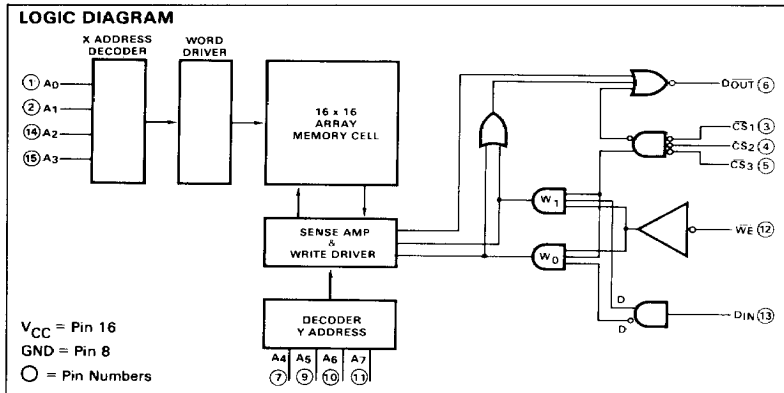 LOGIC DIAGRAM
X ADDRESS
DECODER
WORD
DRIVER
① A0
② A1
⑭ A2
⑮ A3
16 x 16
ARRAY
MEMORY CELL
DOUT ⑥
CS1 ③
CS2 ④
CS3 ⑤
W1
W0
WE ⑫
SENSE AMP
&
WRITE DRIVER
D
D
DIN ⑬
DECODER
Y ADDRESS
A4 A5 A6 A7
⑦ ⑨ ⑩ ⑪
VCC = Pin 16
GND = Pin 8
○ = Pin Numbers